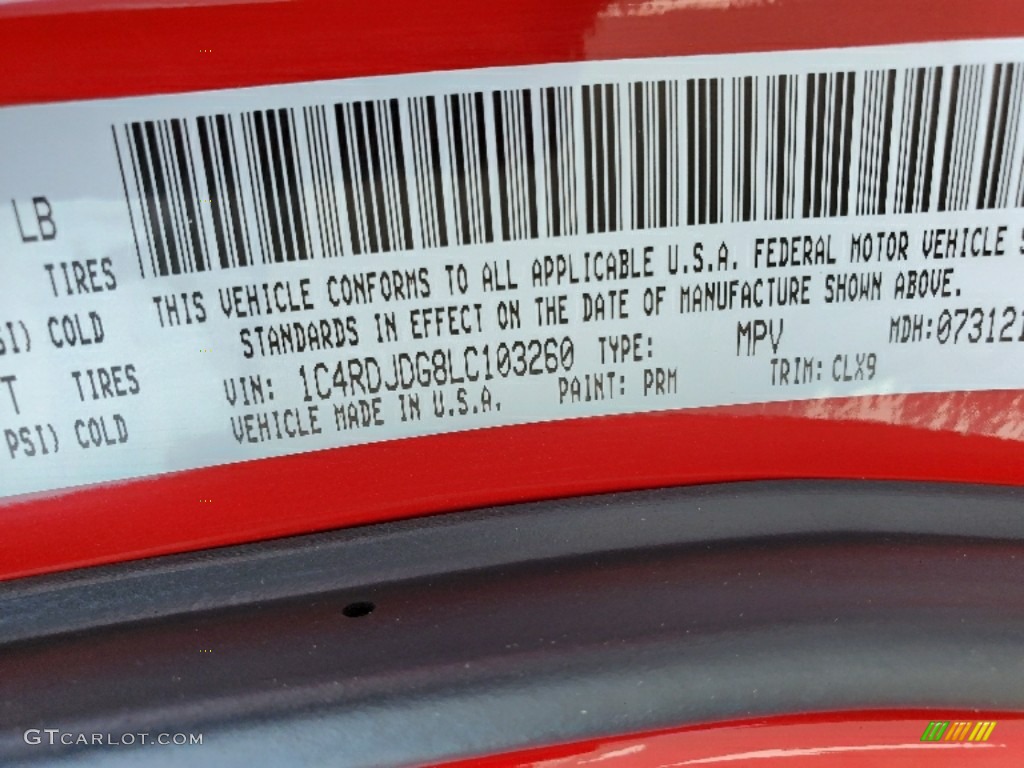 LB
TIRES
SI) COLD
T TIRES
PSI) COLD
THIS VEHICLE CONFORMS TO ALL APPLICABLE U.S.A. FEDERAL MOTOR VEHICLE S
STANDARDS IN EFFECT ON THE DATE OF MANUFACTURE SHOWN ABOVE.
VIN: 1C4RDJDG8LC103260 TYPE: MPV MDH:073121
VEHICLE MADE IN U.S.A. PAINT: PRM TRIM: CLX9
GTCARLOT.COM